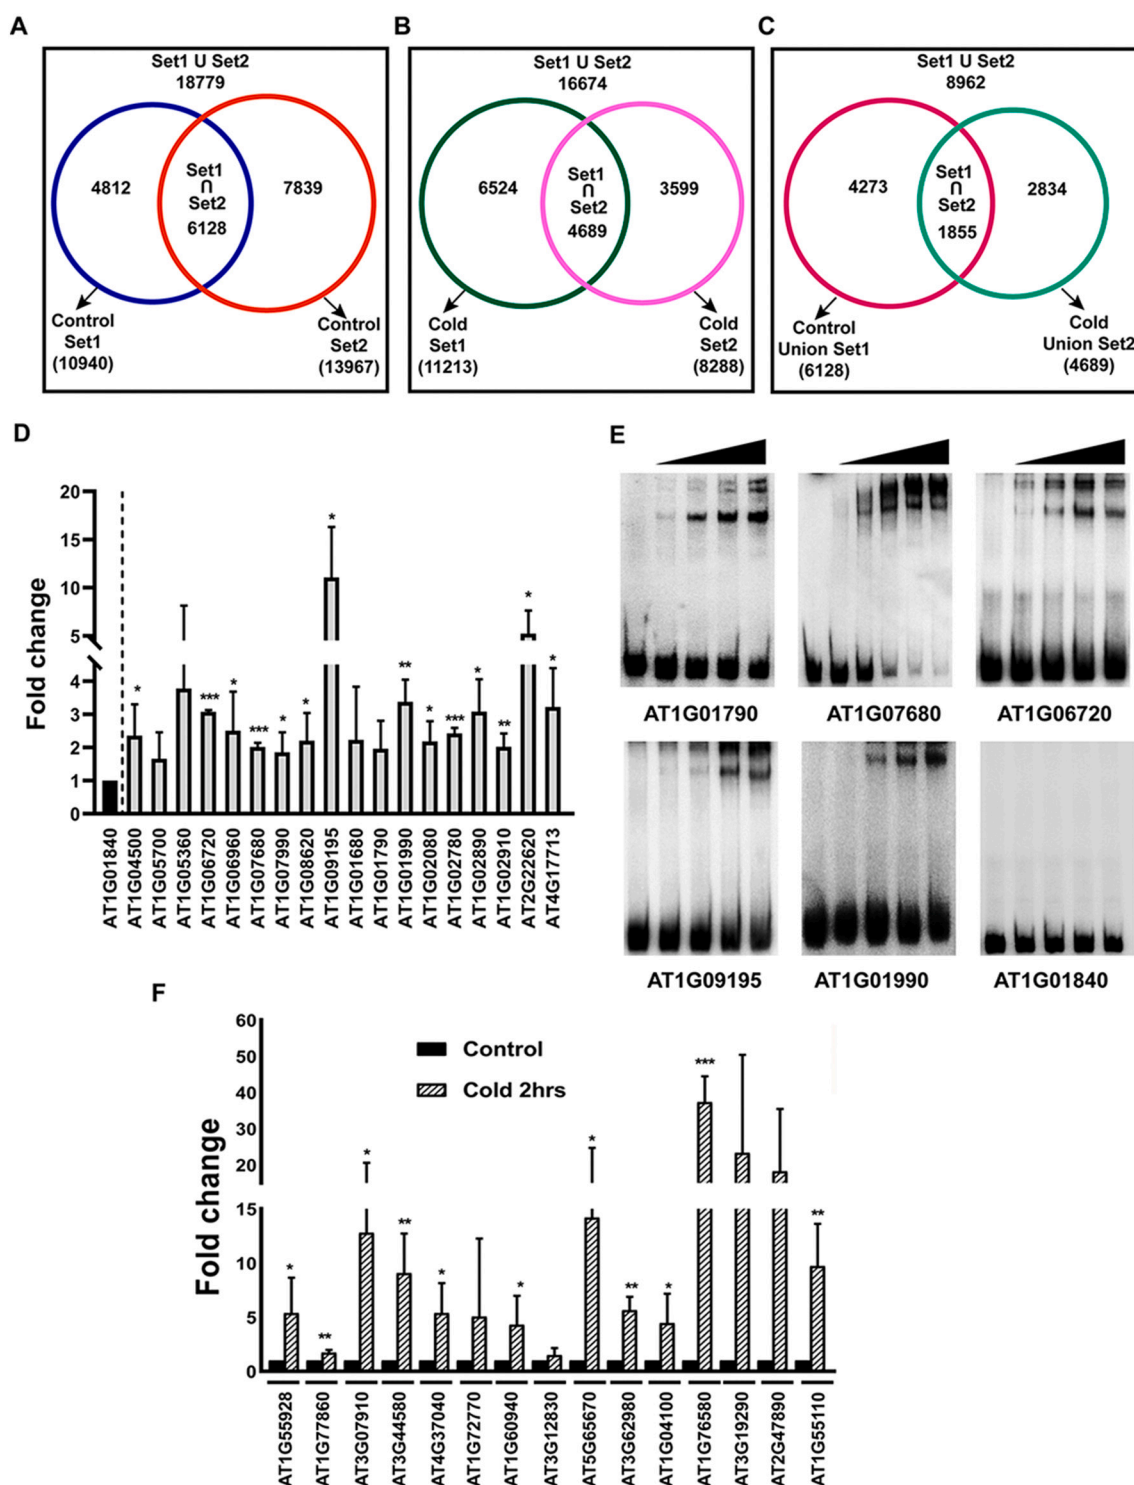 A
B
C
Set1 U Set2
18779
4812
Set1
∩
Set2
6128
7839
Control
Set1
(10940)
Control
Set2
(13967)
Set1 U Set2
16674
6524
Set1
∩
Set2
4689
3599
Cold
Set1
(11213)
Cold
Set2
(8288)
Set1 U Set2
8962
4273
Set1
∩
Set2
1855
2834
Control
Union Set1
(6128)
Cold
Union Set2
(4689)
D
Fold change
20
15
10
5
4
3
2
1
0
*
***
*
***
*
*
*
**
*
***
*
**
*
*
AT1G01840
AT1G04500
AT1G05700
AT1G05360
AT1G06720
AT1G06960
AT1G07680
AT1G07990
AT1G08620
AT1G09195
AT1G01680
AT1G01790
AT1G01990
AT1G02080
AT1G02780
AT1G02890
AT1G02910
AT2G22620
AT4G17713
E
AT1G01790
AT1G07680
AT1G06720
AT1G09195
AT1G01990
AT1G01840
F
Fold change
60
50
40
30
20
15
10
5
0
Control
Cold 2hrs
*
**
*
**
*
*
*
**
*
***
**
AT1G55928
AT1G77860
AT3G07910
AT3G44580
AT4G37040
AT1G72770
AT1G60940
AT3G12830
AT5G65670
AT3G62980
AT1G04100
AT1G76580
AT3G19290
AT2G47890
AT1G55110